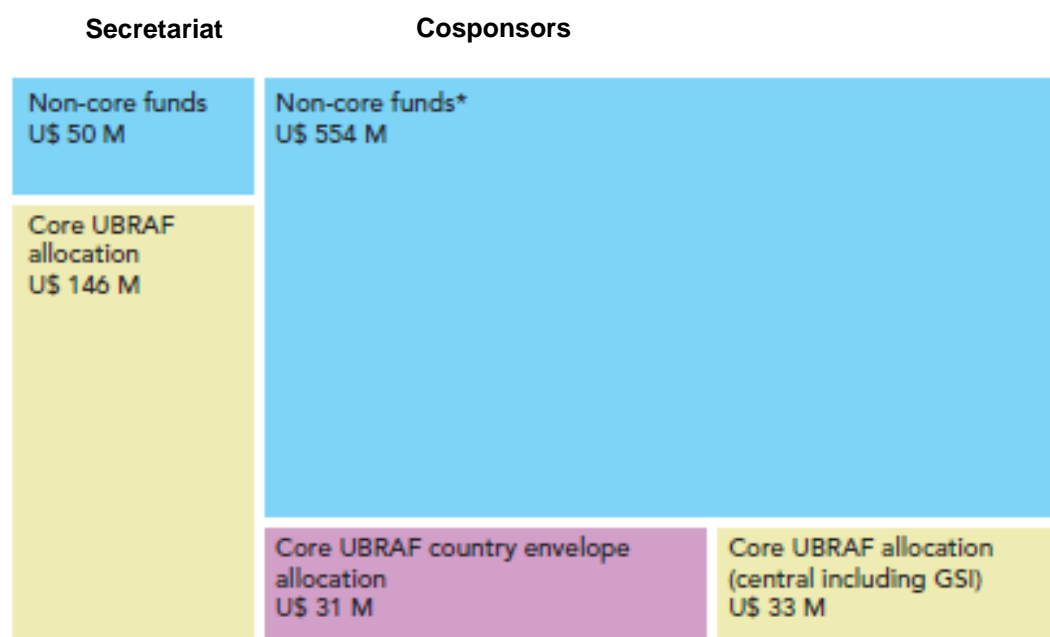 Secretariat
Cosponsors
Non-core funds
U$ 50 M
Non-core funds*
U$ 554 M
Core UBRAF
allocation
U$ 146 M
Core UBRAF country envelope
allocation
U$ 31 M
Core UBRAF allocation
(central including GSI)
U$ 33 M